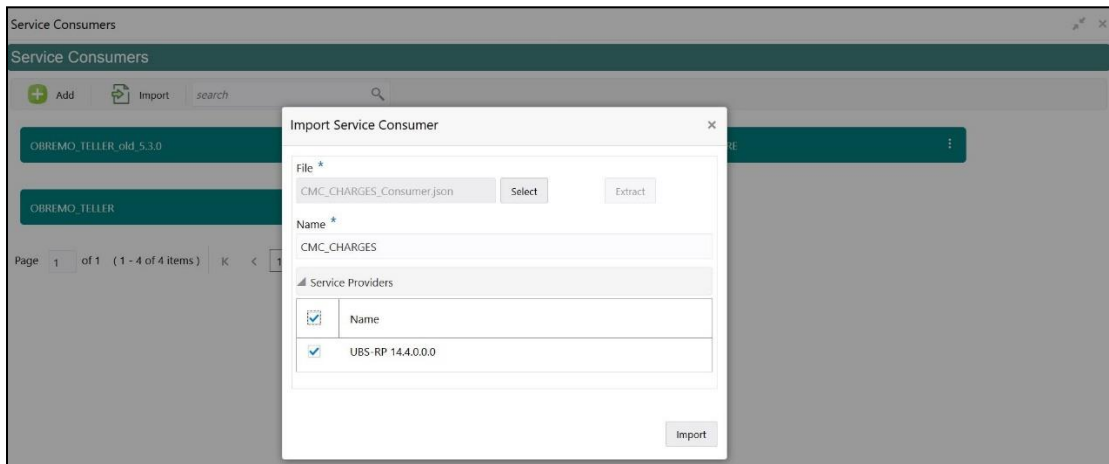 Service Consumers
Service Consumers
Add Import search
OBREMO_TELLER_old_5.3.0
RE
OBREMO_TELLER
Page 1 of 1 (1 - 4 of 4 items) K < 1
Import Service Consumer ×
File *
CMC_CHARGES_Consumer.json Select Extract
Name *
CMC_CHARGES
Service Providers
Name
UBS-RP 14.4.0.0.0
Import